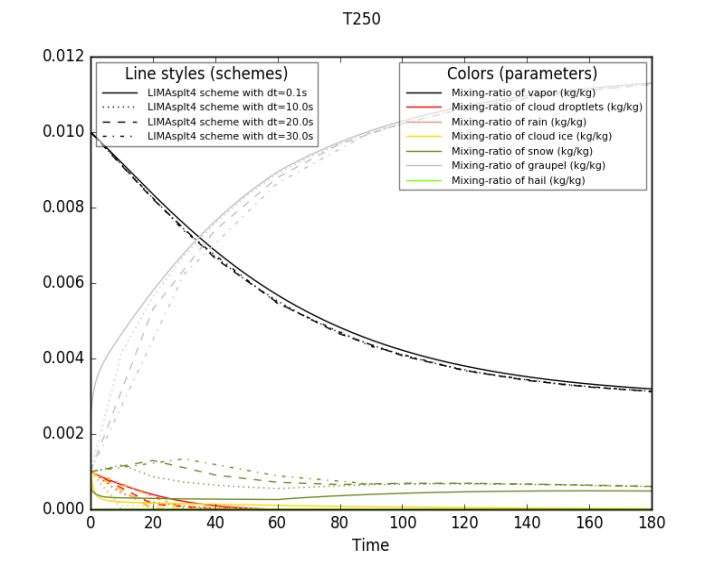 T250
Line styles (schemes)
LIMAsplt4 scheme with dt=0.1s
LIMAsplt4 scheme with dt=10.0s
LIMAsplt4 scheme with dt=20.0s
LIMAsplt4 scheme with dt=30.0s
Colors (parameters)
Mixing-ratio of vapor (kg/kg)
Mixing-ratio of cloud droptlets (kg/kg)
Mixing-ratio of rain (kg/kg)
Mixing-ratio of cloud ice (kg/kg)
Mixing-ratio of snow (kg/kg)
Mixing-ratio of graupel (kg/kg)
Mixing-ratio of hail (kg/kg)
0.012
0.010
0.008
0.006
0.004
0.002
0.000
0 20 40 60 80 100 120 140 160 180
Time